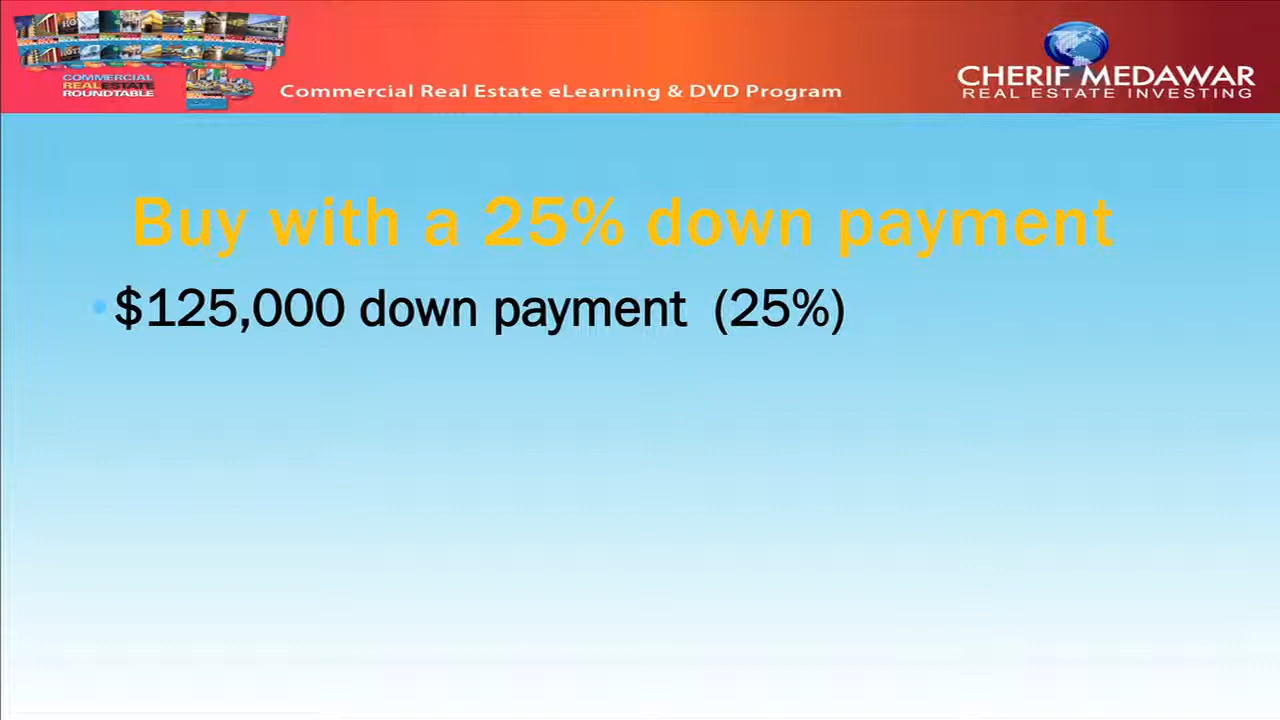 COMMERCIAL
REAL ESTATE
ROUNDTABLE
Commercial Real Estate eLearning & DVD Program
CHERIF MEDAWAR
REAL ESTATE INVESTING
Buy with a 25% down payment
• $125,000 down payment (25%)